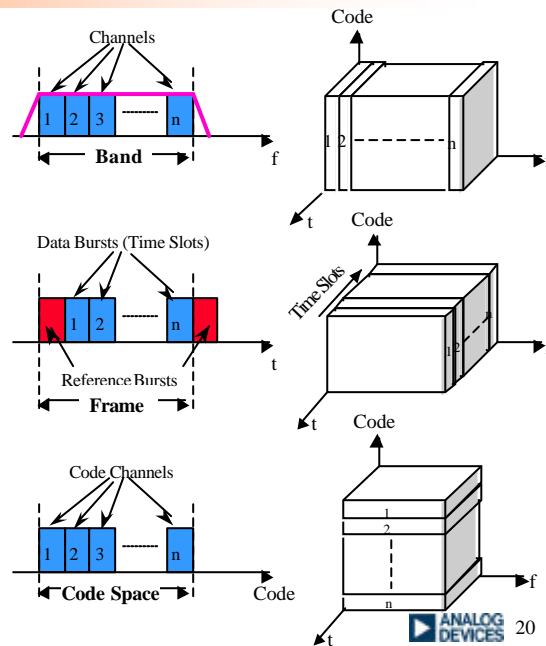 Channels
1 2 3 n
Band
f
Code
1 2 n
t
Data Bursts (Time Slots)
1 2 n
Reference Bursts
Frame
t
Code
Time Slots
1 2 n
t
Code Channels
1 2 3 n
Code Space
Code
Code
1
2
n
f
t
ANALOG
DEVICES
20